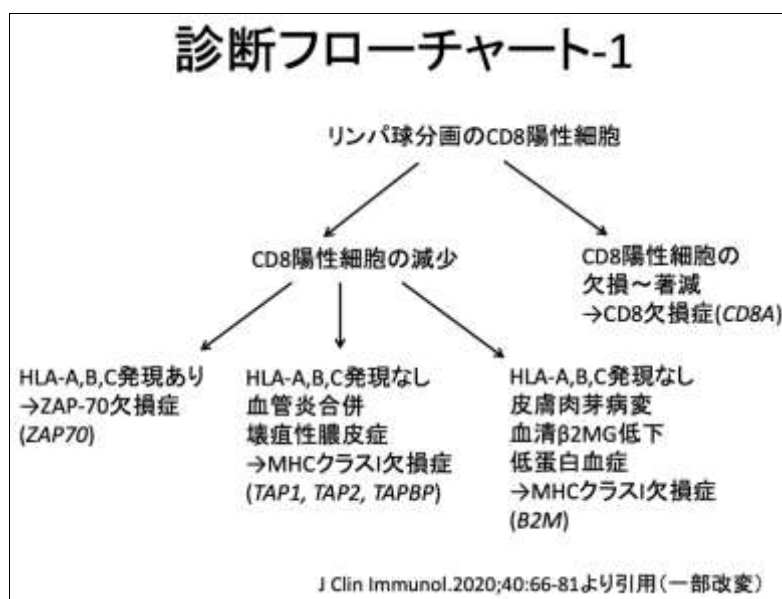 診断フローチャート-1
リンパ球分画のCD8陽性細胞
CD8陽性細胞の減少
CD8陽性細胞の
欠損～著減
→CD8欠損症(CD8A)
HLA-A,B,C発現あり
→ZAP-70欠損症
(ZAP70)
HLA-A,B,C発現なし
血管炎合併
壊疽性膿皮症
→MHCクラスI欠損症
(TAP1, TAP2, TAPBP)
HLA-A,B,C発現なし
皮膚肉芽病変
血清β2MG低下
低蛋白血症
→MHCクラスI欠損症
(B2M)
J Clin Immunol.2020;40:66-81より引用（一部改変）